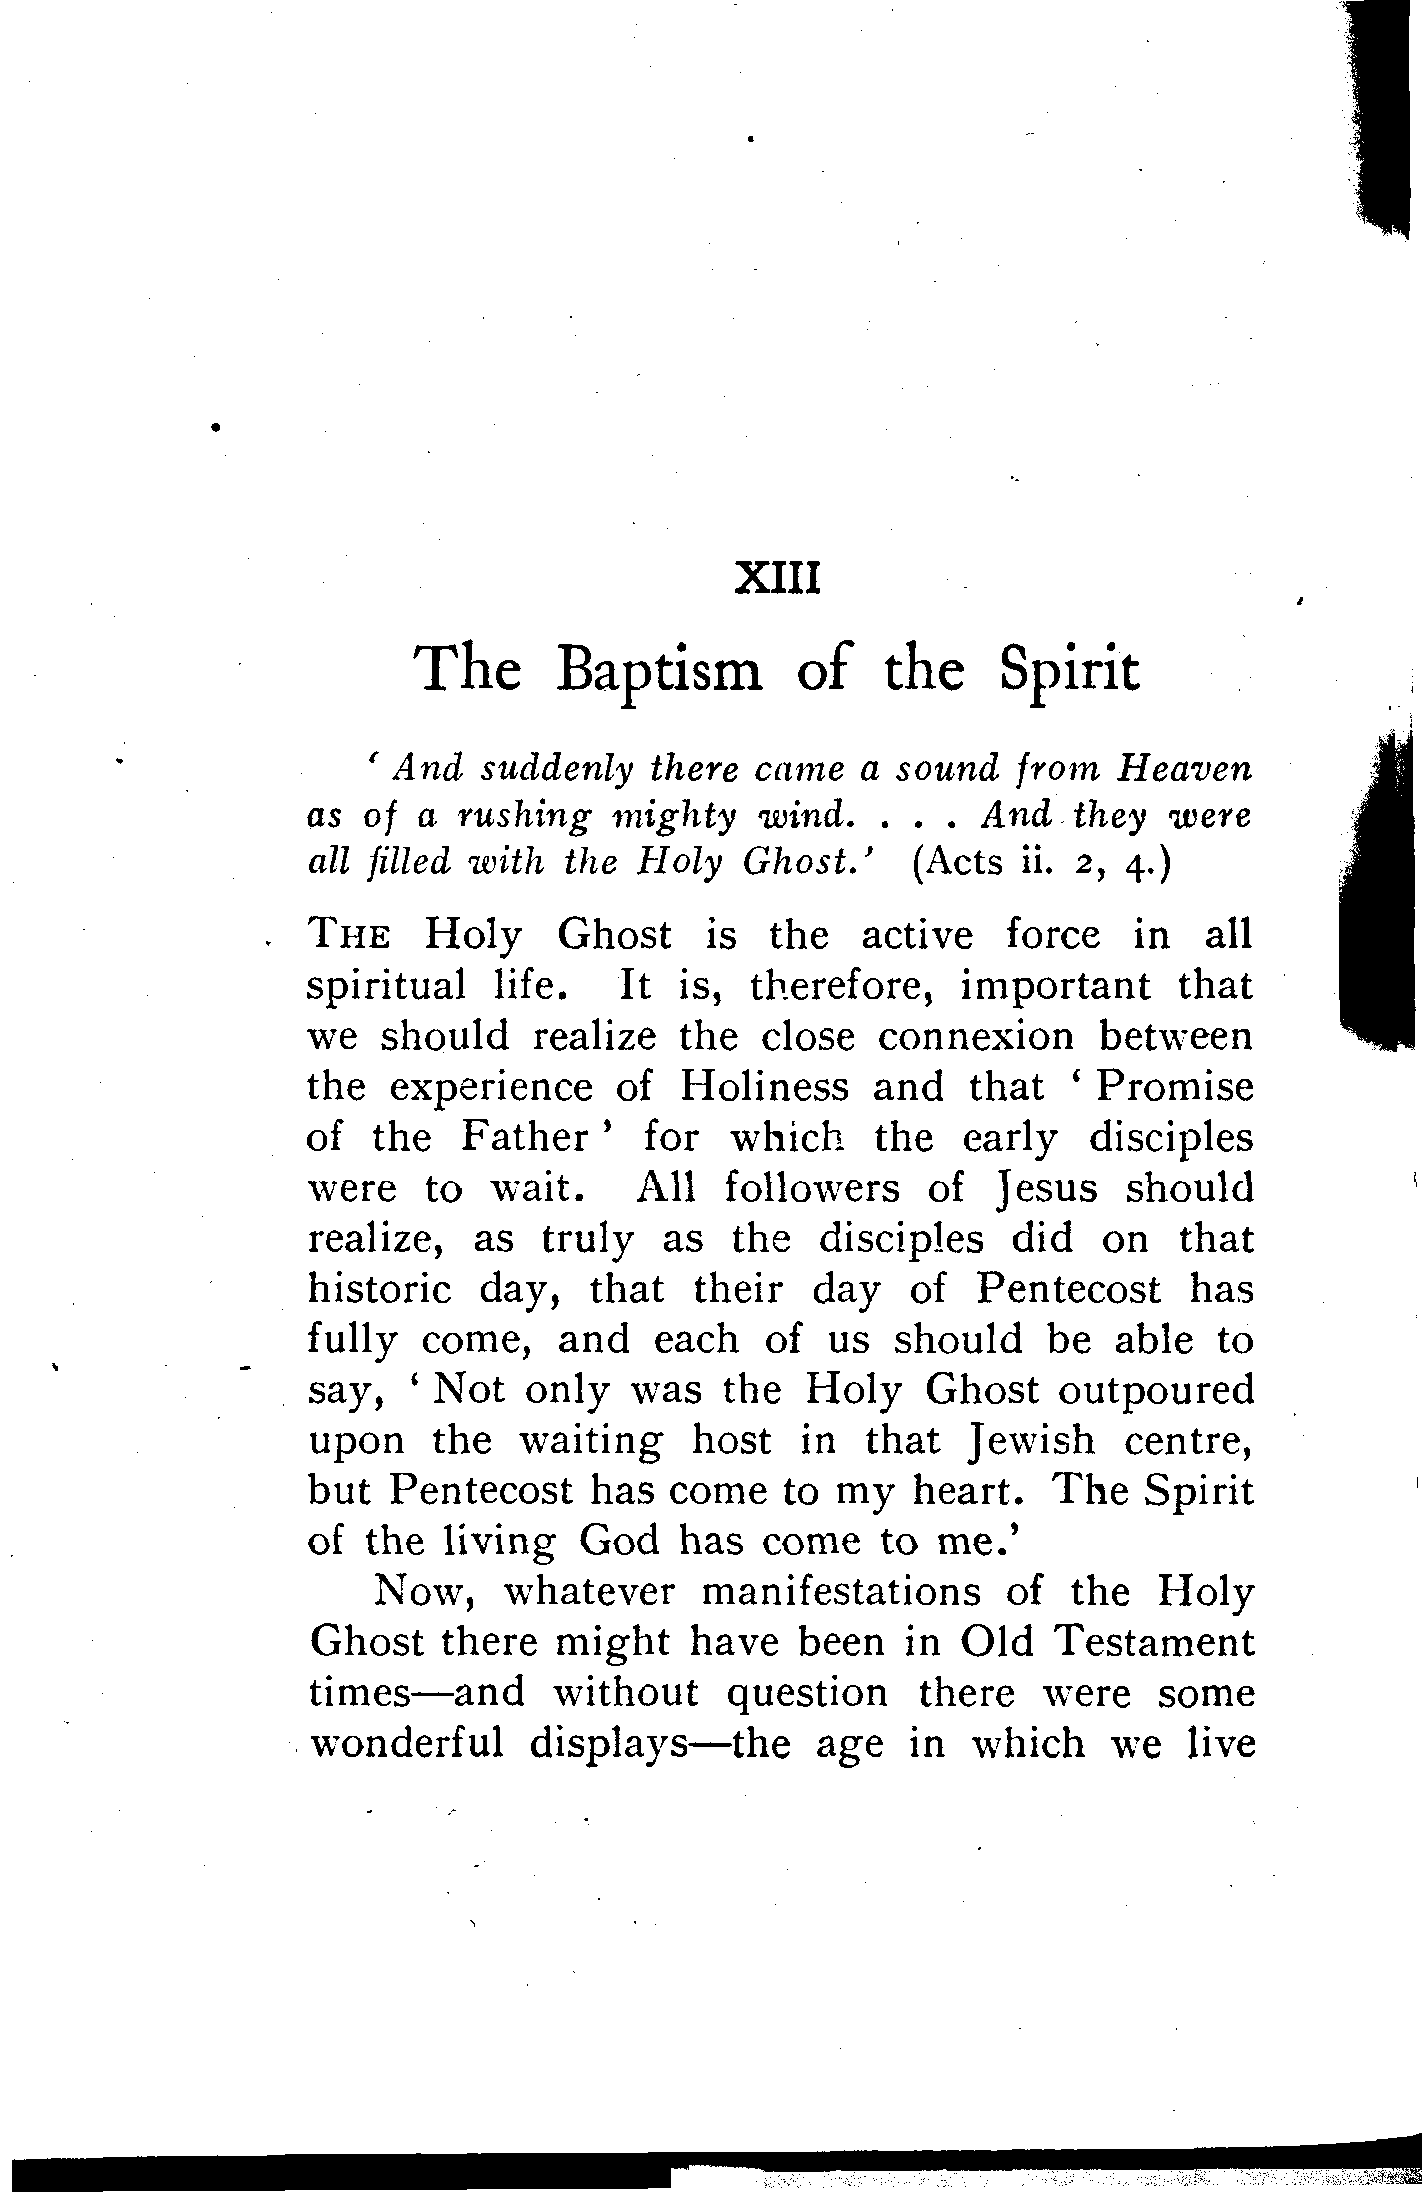 XIII
The Baptism of the Spirit
‘ And suddenly there came a sound from Heaven
as of a rushing mighty wind. . . . And they were
all filled with the Holy Ghost.’ (Acts ii. 2, 4.)
THE Holy Ghost is the active force in all
spiritual life. It is, therefore, important that
we should realize the close connexion between
the experience of Holiness and that ‘ Promise
of the Father ’ for which the early disciples
were to wait. All followers of Jesus should
realize, as truly as the disciples did on that
historic day, that their day of Pentecost has
fully come, and each of us should be able to
say, ‘ Not only was the Holy Ghost outpoured
upon the waiting host in that Jewish centre,
but Pentecost has come to my heart. The Spirit
of the living God has come to me.’
Now, whatever manifestations of the Holy
Ghost there might have been in Old Testament
times—and without question there were some
wonderful displays—the age in which we live